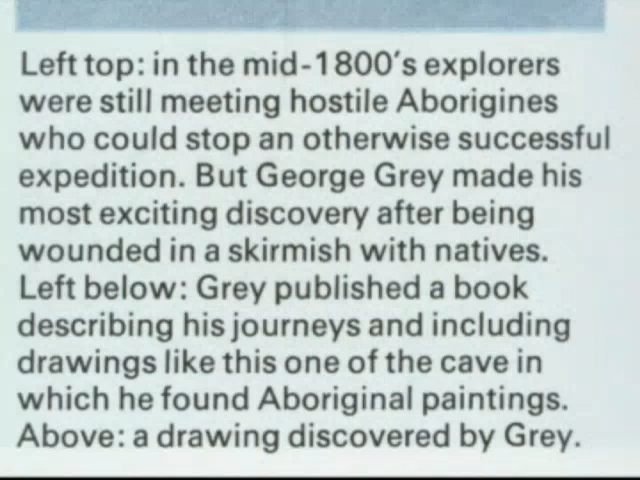 Left top: in the mid-1800's explorers
were still meeting hostile Aborigines
who could stop an otherwise successful
expedition. But George Grey made his
most exciting discovery after being
wounded in a skirmish with natives.
Left below: Grey published a book
describing his journeys and including
drawings like this one of the cave in
which he found Aboriginal paintings.
Above: a drawing discovered by Grey.